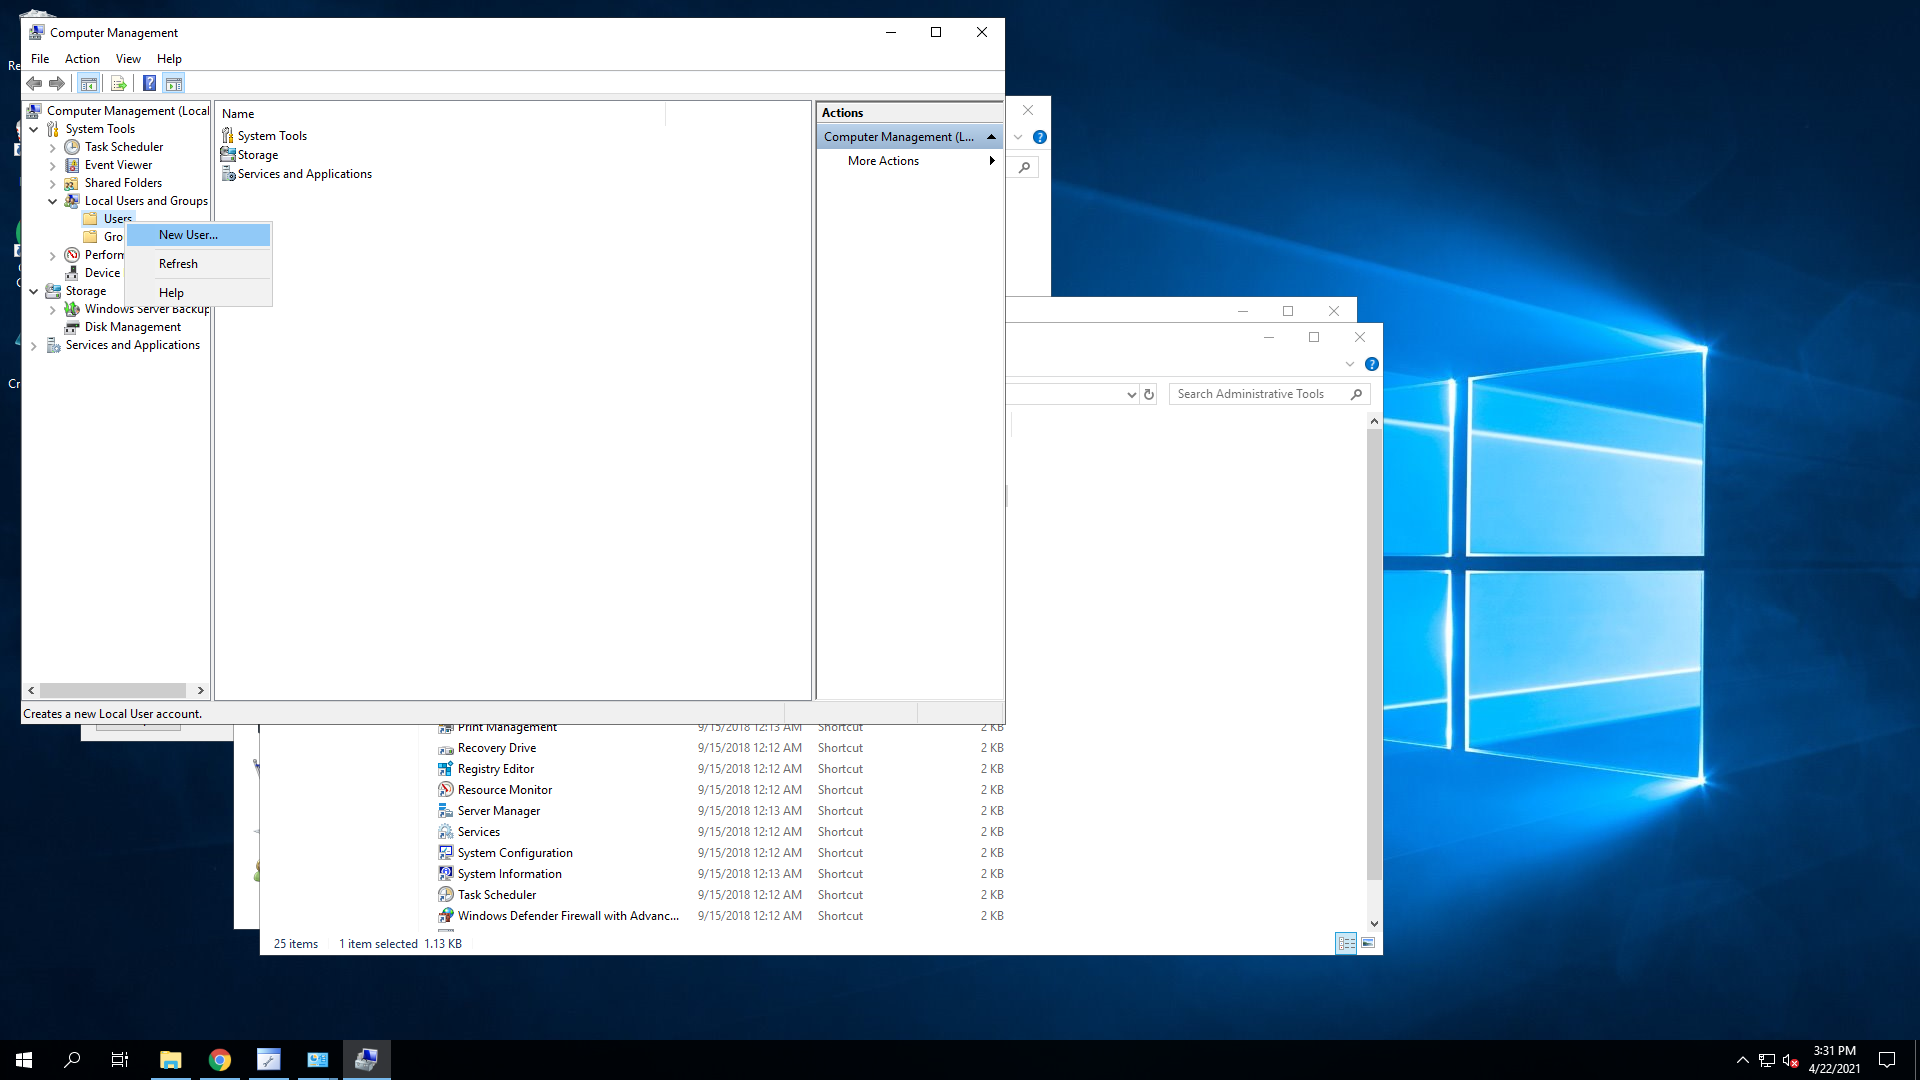 Computer Management
File Action View Help
Computer Management (Local
System Tools
Task Scheduler
Event Viewer
Shared Folders
Local Users and Groups
Users
Gro
Perform
Device
Storage
Windows Server Backup
Disk Management
Services and Applications
New User...
Refresh
Help
Name
System Tools
Storage
Services and Applications
Actions
Computer Management (L...
More Actions
Creates a new Local User account.
Re
Cr
Search Administrative Tools
Print Management 9/15/2018 12:13 AM Shortcut 2 KB
Recovery Drive 9/15/2018 12:12 AM Shortcut 2 KB
Registry Editor 9/15/2018 12:12 AM Shortcut 2 KB
Resource Monitor 9/15/2018 12:12 AM Shortcut 2 KB
Server Manager 9/15/2018 12:13 AM Shortcut 2 KB
Services 9/15/2018 12:12 AM Shortcut 2 KB
System Configuration 9/15/2018 12:12 AM Shortcut 2 KB
System Information 9/15/2018 12:13 AM Shortcut 2 KB
Task Scheduler 9/15/2018 12:12 AM Shortcut 2 KB
Windows Defender Firewall with Advanc... 9/15/2018 12:12 AM Shortcut 2 KB
25 items 1 item selected 1.13 KB
3:31 PM
4/22/2021